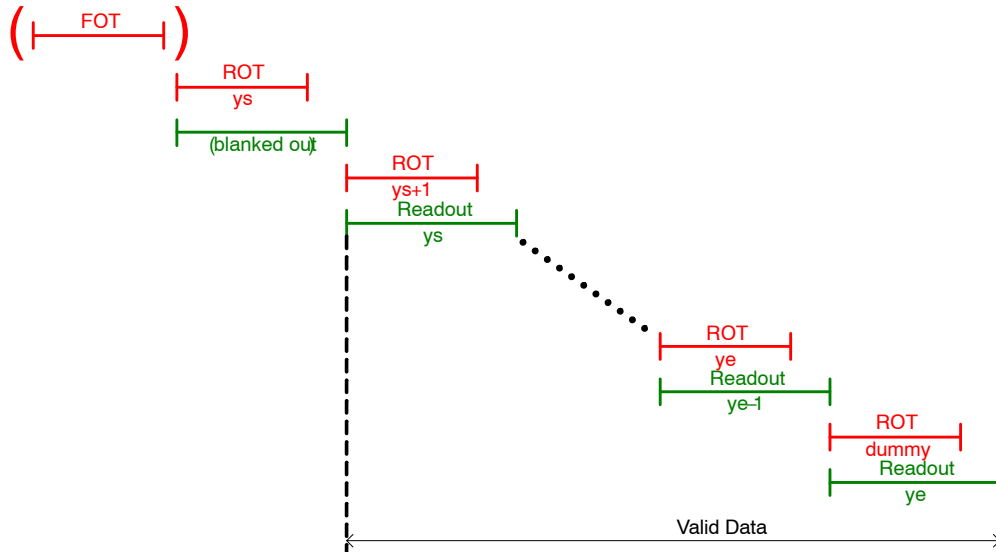 ( FOT )
ROT
ys
(blanked out)
ROT
ys+1
Readout
ys
ROT
ye
Readout
ye–1
ROT
dummy
Readout
ye
Valid Data